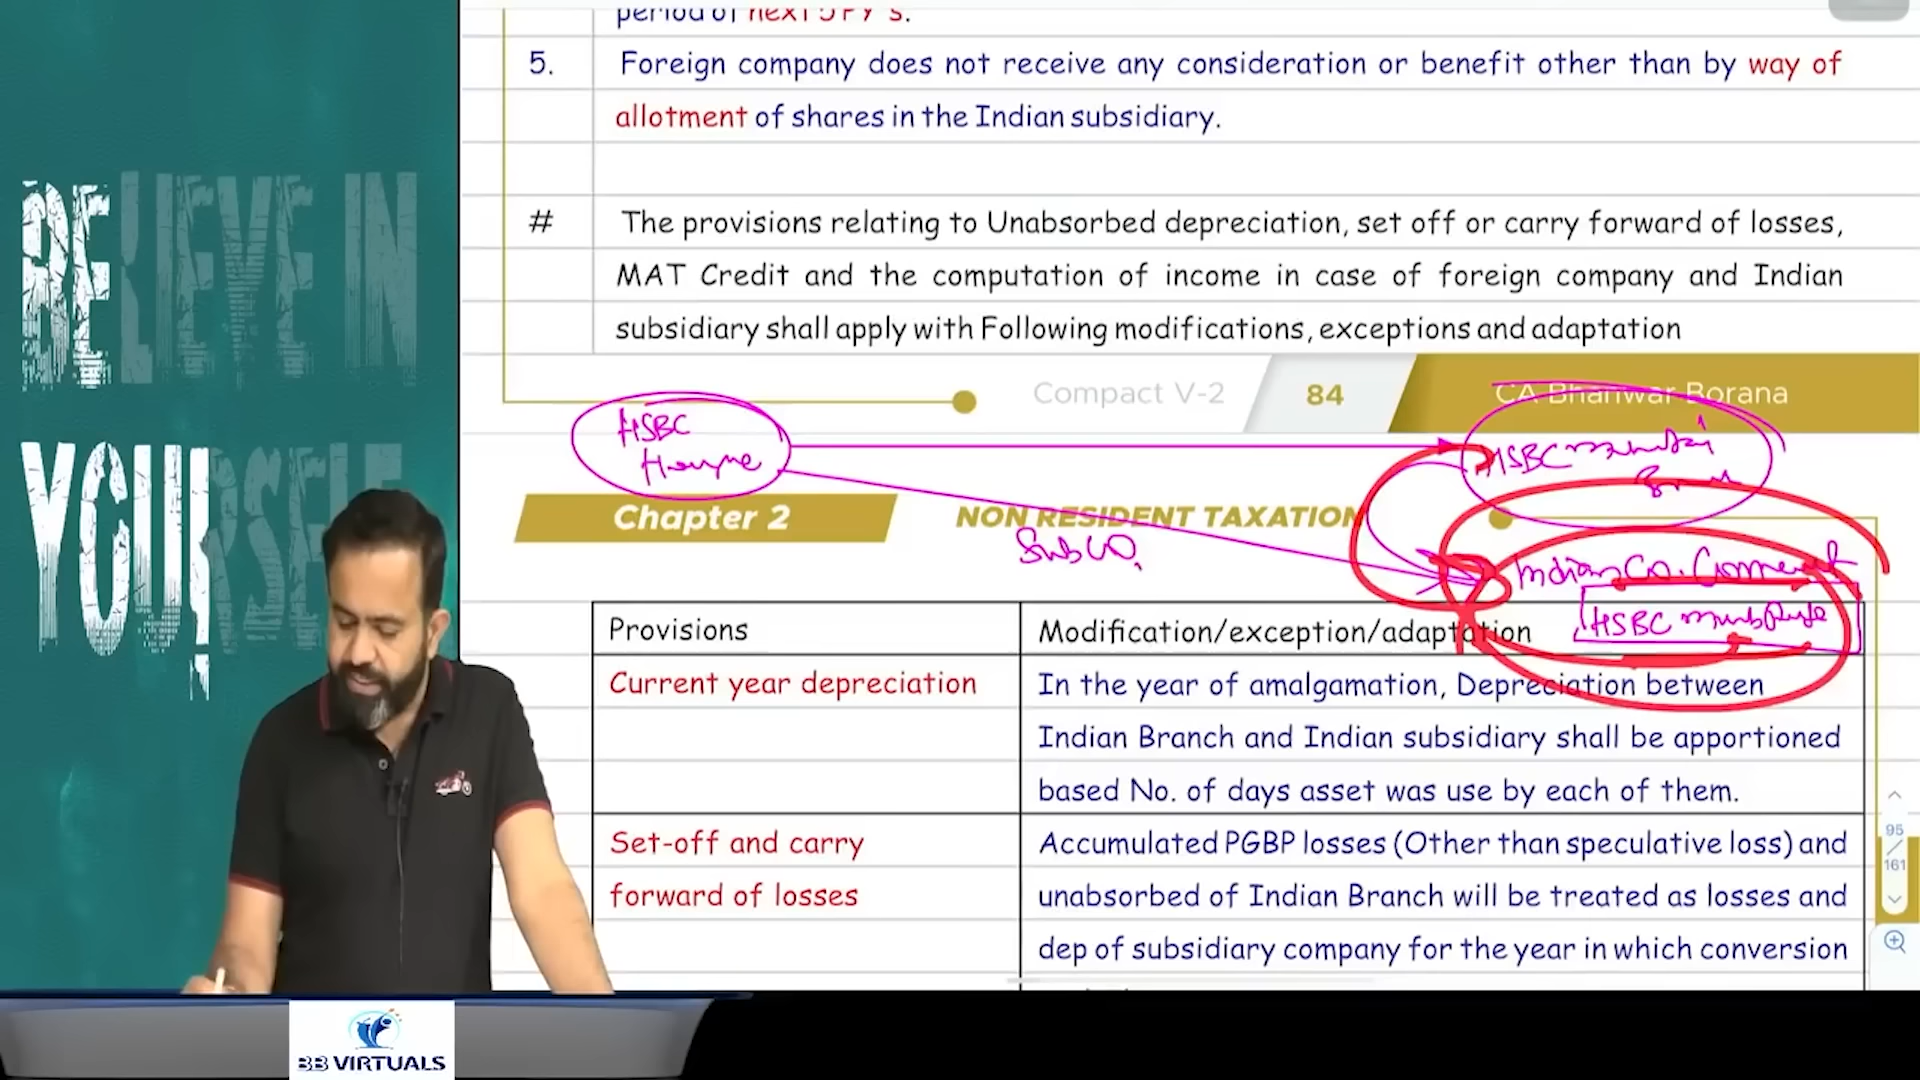 BELIEVE IN
YOURSELF
period of next 5 PY's.
5. Foreign company does not receive any consideration or benefit other than by way of
allotment of shares in the Indian subsidiary.
# The provisions relating to Unabsorbed depreciation, set off or carry forward of losses,
MAT Credit and the computation of income in case of foreign company and Indian
subsidiary shall apply with Following modifications, exceptions and adaptation
Compact V-2 84 CA Bhanwar Borana
HSBC
HSBC
Chapter 2 NON RESIDENT TAXATION
Sub CO.
Indian Co.
HSBC
Provisions Modification/exception/adaptation
Current year depreciation In the year of amalgamation, Depreciation between
Indian Branch and Indian subsidiary shall be apportioned
based No. of days asset was use by each of them.
Set-off and carry Accumulated PGBP losses (Other than speculative loss) and
forward of losses unabsorbed of Indian Branch will be treated as losses and
dep of subsidiary company for the year in which conversion
95
/
161
BB VIRTUALS